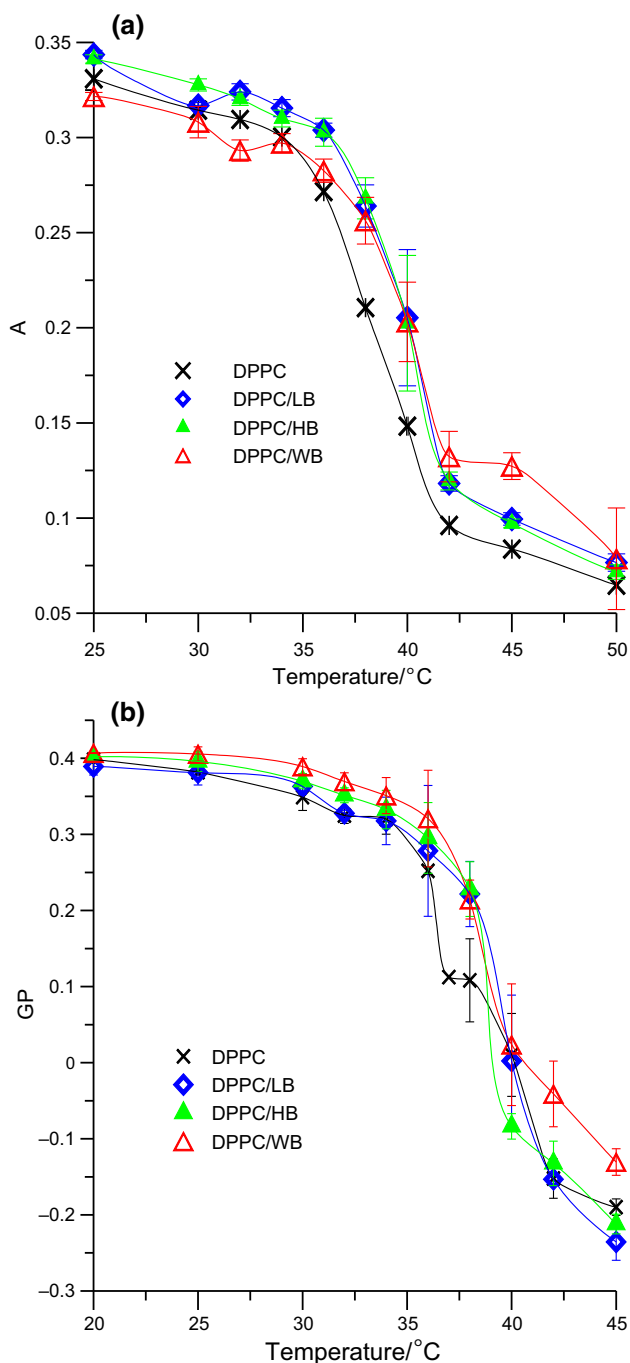 (a)
0.35
0.3
0.25
0.2
0.15
0.1
0.05
A
DPPC
DPPC/LB
DPPC/HB
DPPC/WB
25 30 35 40 45 50
Temperature/°C
(b)
0.4
0.3
0.2
0.1
0
−0.1
−0.2
−0.3
GP
DPPC
DPPC/LB
DPPC/HB
DPPC/WB
20 25 30 35 40 45
Temperature/°C